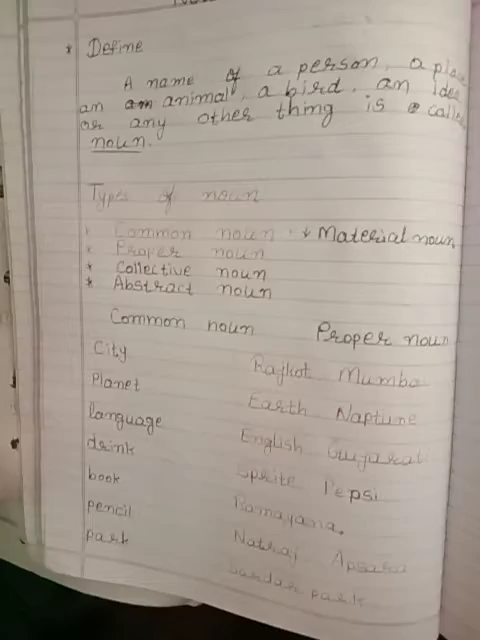 * Define
A name of a person, a place
an animal, a bird, an Idea
or any other thing is called
noun.
Types of noun
* Common noun * Material noun
* Proper noun
* Collective noun
* Abstract noun
Common noun Proper noun
City Rajkot Mumbai
Planet Earth Naptune
language English Gujarati
drink Sprite Pepsi
book Ramayana.
pencil Natraj Apsara
park Sardar park